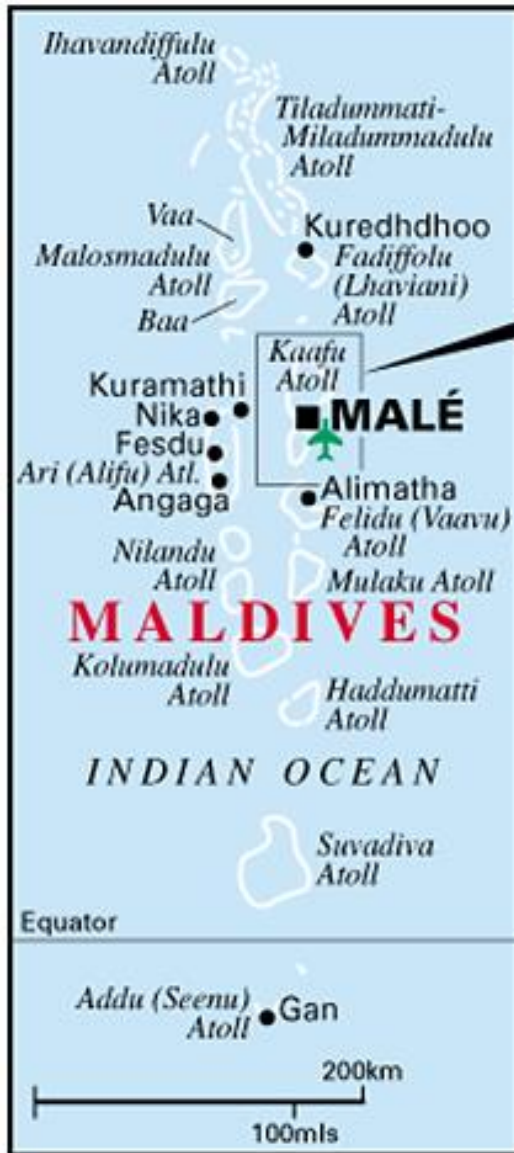 Ihavandiffulu
Atoll
Tiladummati-
Miladummadulu
Atoll
Vaa
Malosmadulu
Atoll
Baa
Kuredhdhoo
Fadiffolu
(Lhaviani)
Atoll
Kaafu
Atoll
MALÉ
Kuramathi
Nika
Fesdu
Ari (Alifu) Atl.
Angaga
Alimatha
Felidu (Vaavu)
Atoll
Nilandu
Atoll
Mulaku Atoll
MALDIVES
Kolumadulu
Atoll
Haddumatti
Atoll
INDIAN OCEAN
Suvadiva
Atoll
Equator
Addu (Seenu)
Atoll
Gan
200km
100mls